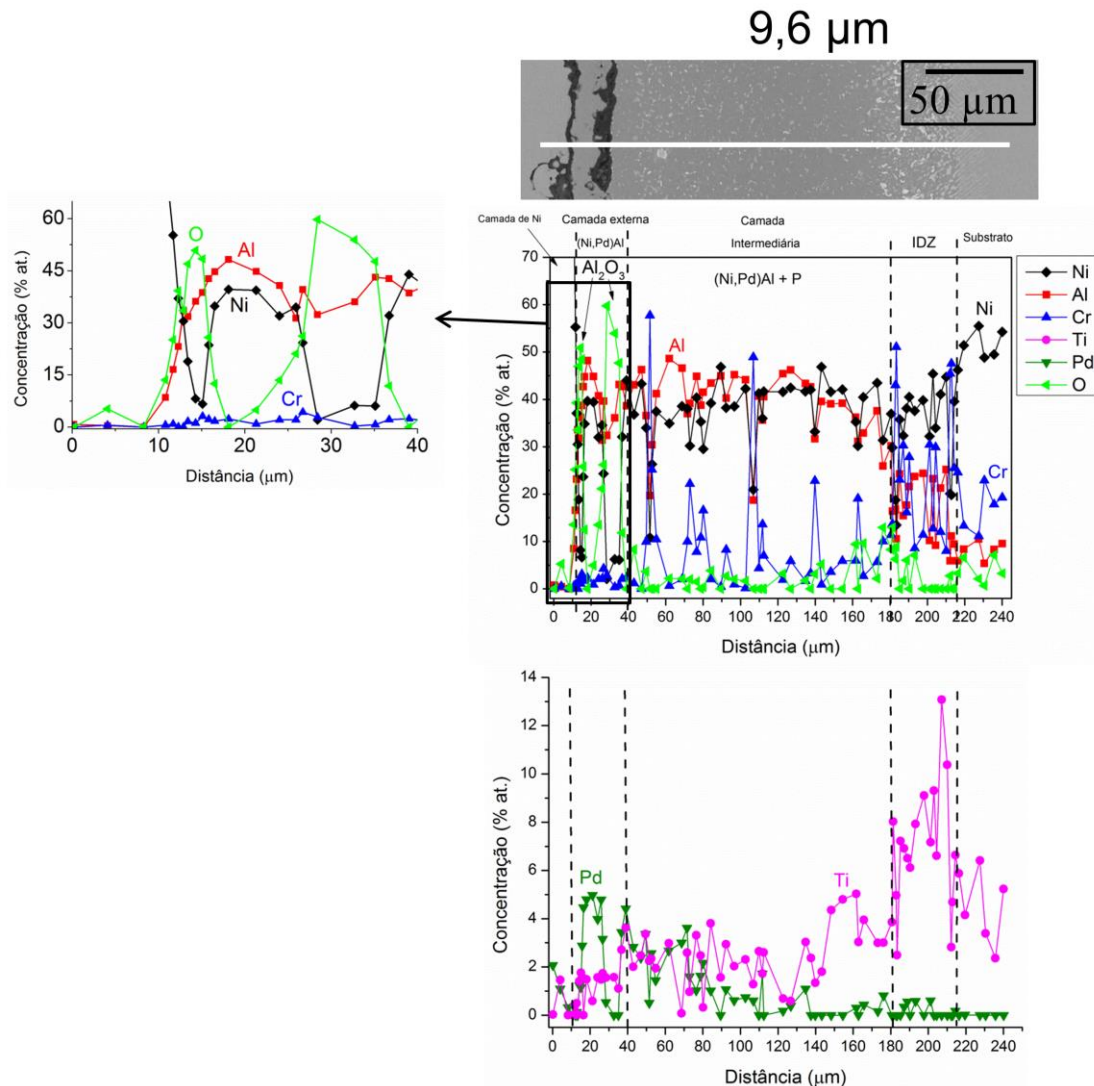 9,6 µm
50 µm
Camada de Ni
Camada externa
(Ni,Pd)Al
Camada
Intermediária
IDZ
Substrato
Concentração (% at.)
60
45
30
15
0
O
Al
Ni
Cr
0 10 20 30 40
Distância (µm)
Concentração (% at.)
70
60
50
40
30
20
10
0
Al2O3
(Ni,Pd)Al + P
Al
Ni
Cr
Ni
Al
Cr
Ti
Pd
O
0 20 40 60 80 100 120 140 160 180 200 220 240
Distância (µm)
Concentração (% at.)
14
12
10
8
6
4
2
0
Pd
Ti
0 20 40 60 80 100 120 140 160 180 200 220 240
Distância (µm)